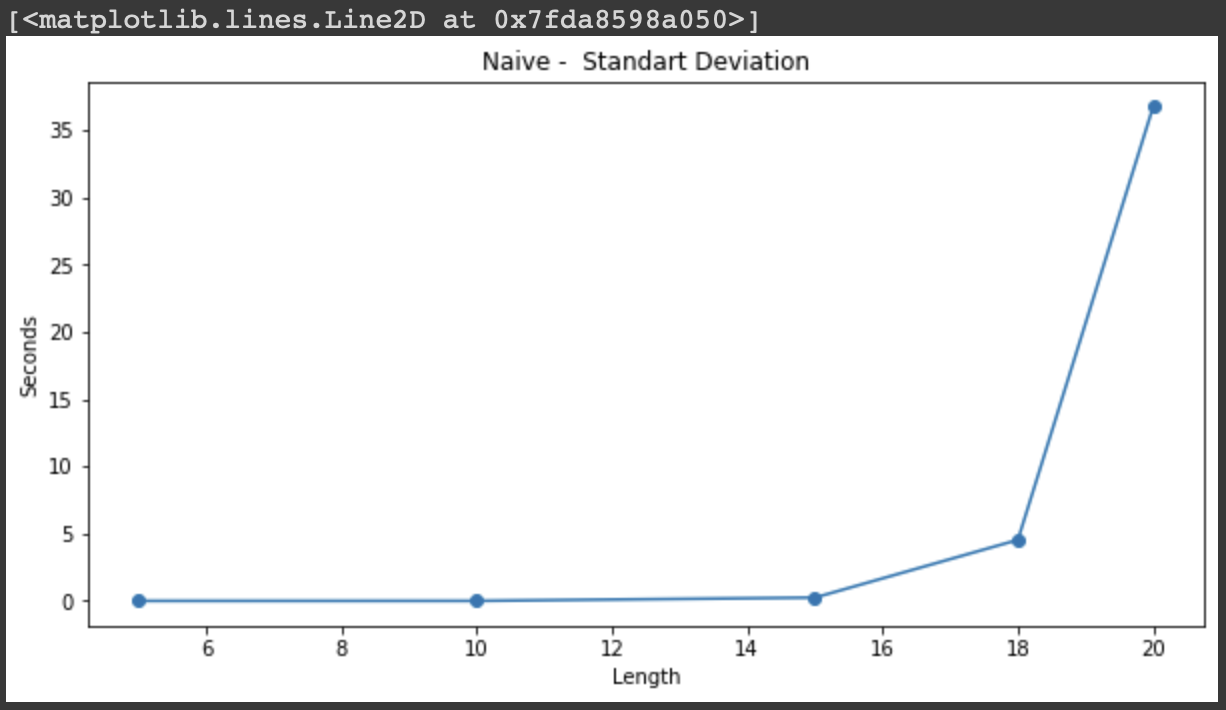 [<matplotlib.lines.Line2D at 0x7fda8598a050>]
Naive -  Standart Deviation
35
30
25
20
15
10
5
0
Seconds
6 8 10 12 14 16 18 20
Length